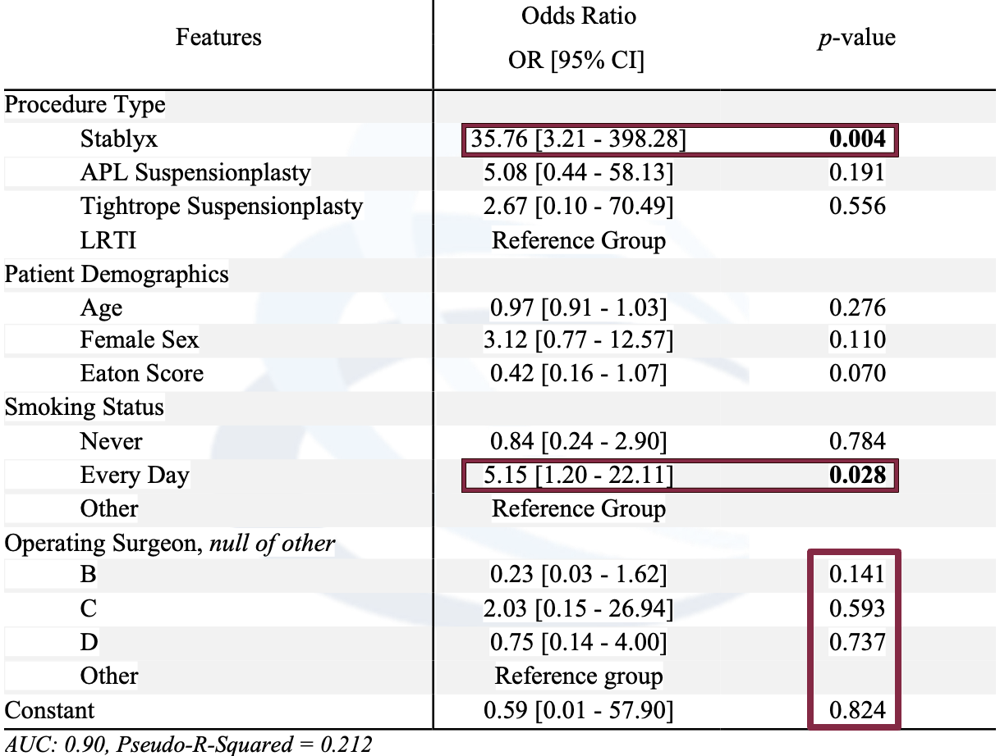 Features Odds Ratio p-value
OR [95% CI]
Procedure Type
Stablyx 35.76 [3.21 - 398.28] 0.004
APL Suspensionplasty 5.08 [0.44 - 58.13] 0.191
Tightrope Suspensionplasty 2.67 [0.10 - 70.49] 0.556
LRTI Reference Group
Patient Demographics
Age 0.97 [0.91 - 1.03] 0.276
Female Sex 3.12 [0.77 - 12.57] 0.110
Eaton Score 0.42 [0.16 - 1.07] 0.070
Smoking Status
Never 0.84 [0.24 - 2.90] 0.784
Every Day 5.15 [1.20 - 22.11] 0.028
Other Reference Group
Operating Surgeon, null of other
B 0.23 [0.03 - 1.62] 0.141
C 2.03 [0.15 - 26.94] 0.593
D 0.75 [0.14 - 4.00] 0.737
Other Reference group
Constant 0.59 [0.01 - 57.90] 0.824
AUC: 0.90, Pseudo-R-Squared = 0.212